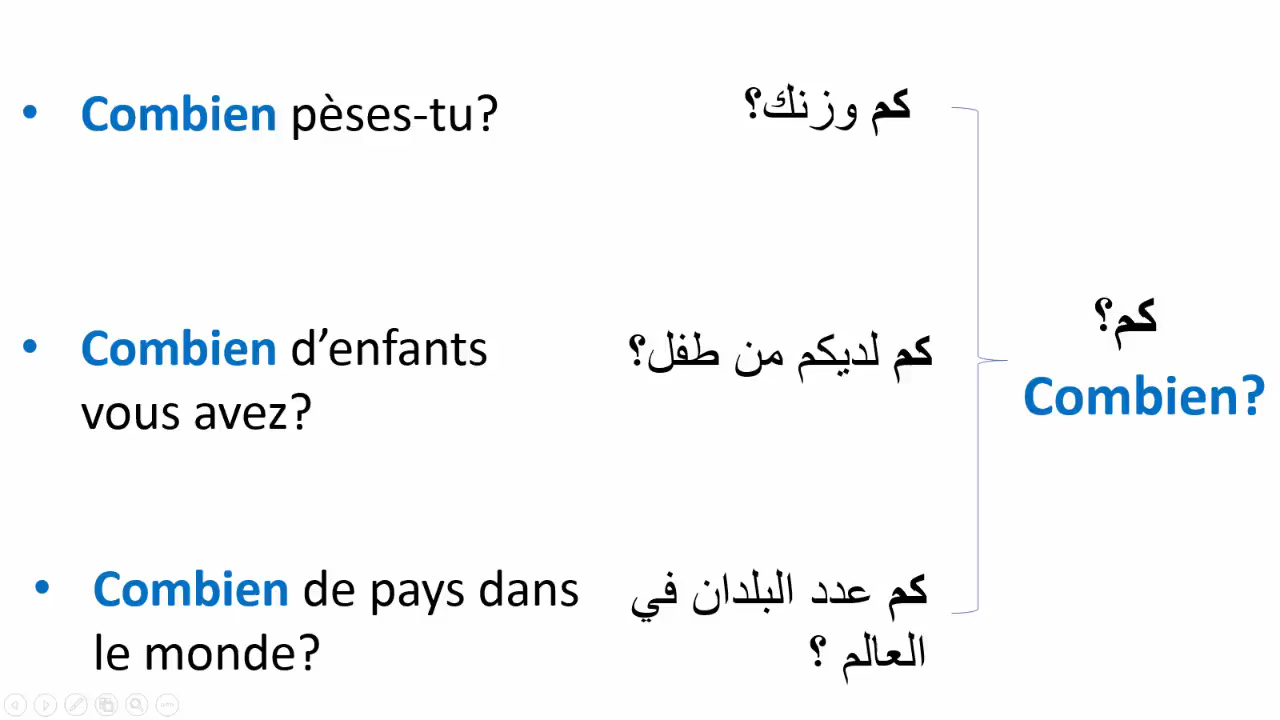 Combien pèses-tu?
كم وزنك؟
Combien d’enfants
vous avez?
كم لديكم من طفل؟
Combien de pays dans
le monde?
كم عدد البلدان في
العالم ؟
كم؟
Combien?